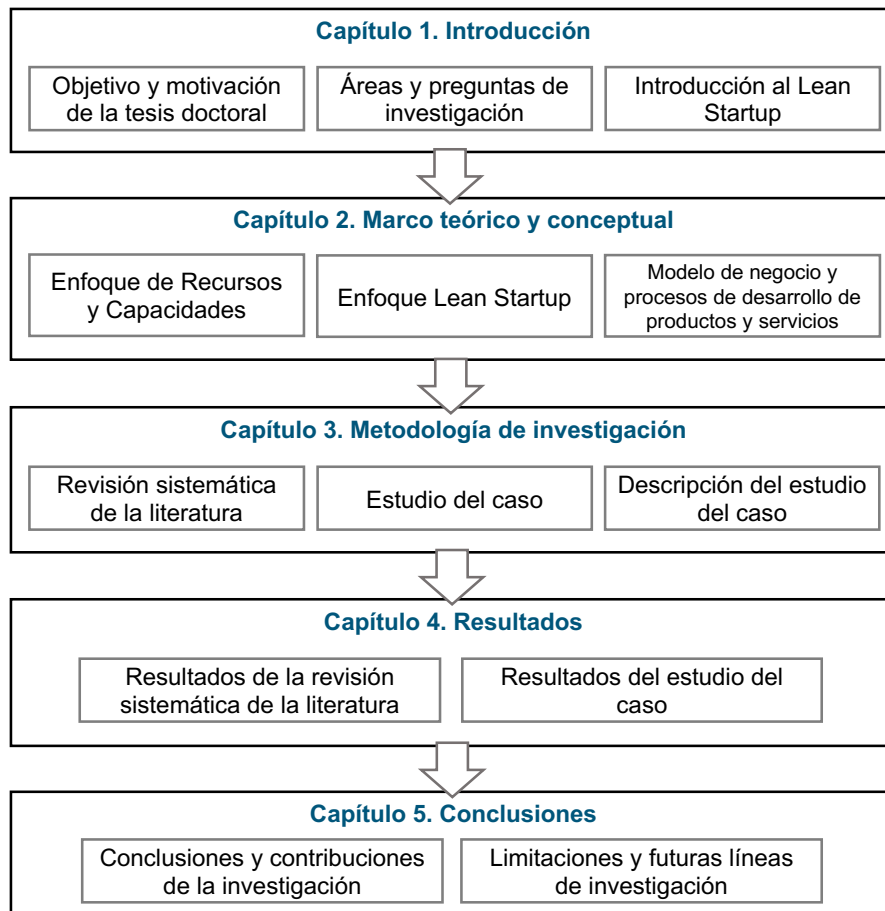 Capítulo 1. Introducción
Objetivo y motivación
de la tesis doctoral
Áreas y preguntas de
investigación
Introducción al Lean
Startup
Capítulo 2. Marco teórico y conceptual
Enfoque de Recursos
y Capacidades
Enfoque Lean Startup
Modelo de negocio y
procesos de desarrollo de
productos y servicios
Capítulo 3. Metodología de investigación
Revisión sistemática
de la literatura
Estudio del caso
Descripción del estudio
del caso
Capítulo 4. Resultados
Resultados de la revisión
sistemática de la literatura
Resultados del estudio del
caso
Capítulo 5. Conclusiones
Conclusiones y contribuciones
de la investigación
Limitaciones y futuras líneas
de investigación